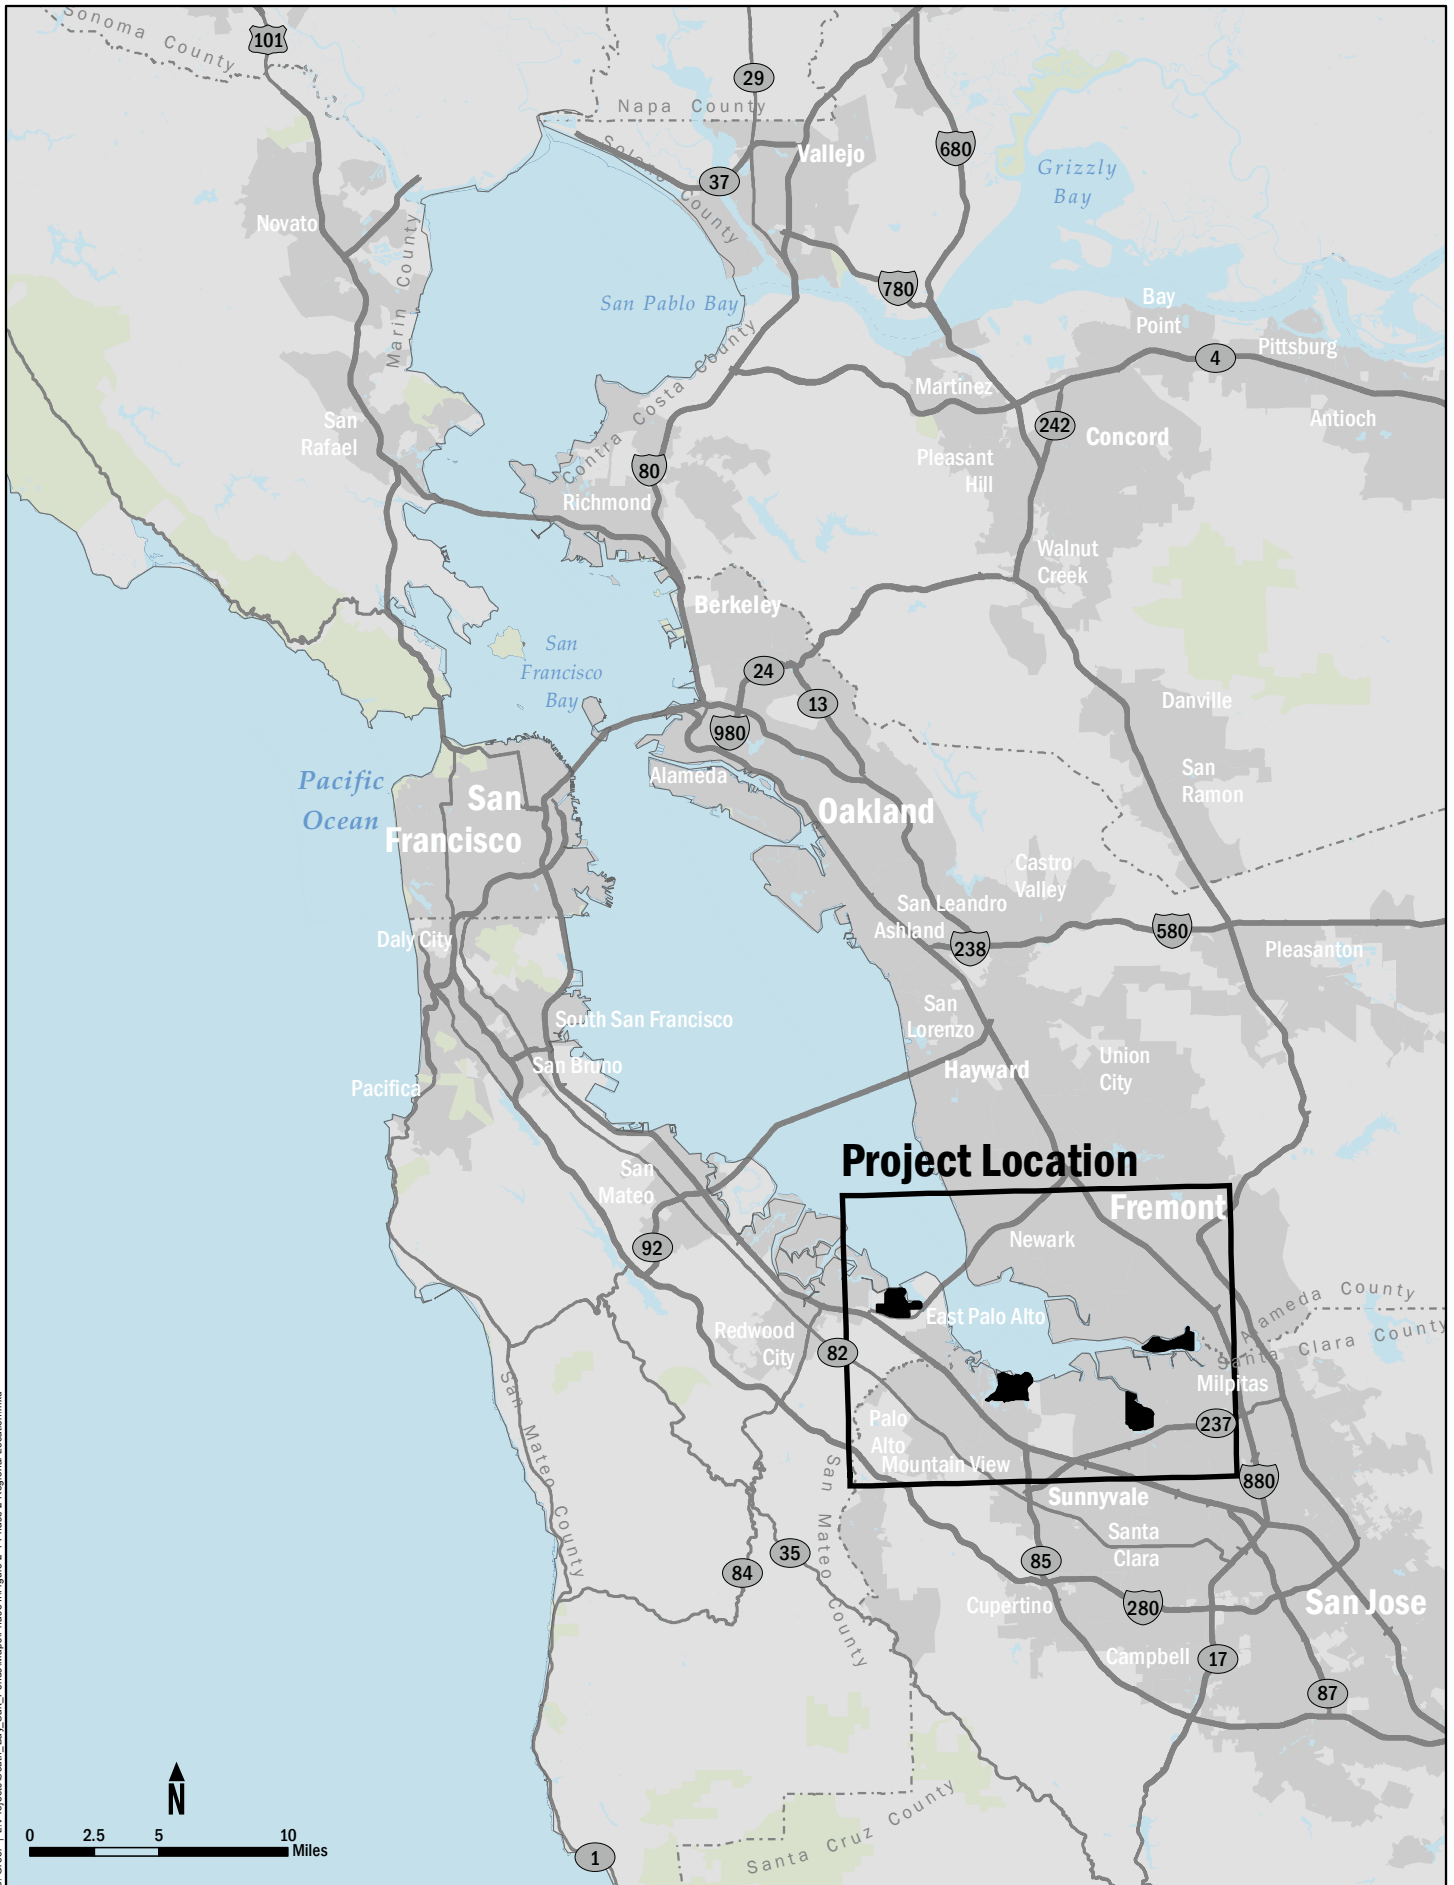 Sonoma County
101
29
Napa County
Solano County
Vallejo
680
37
Grizzly
Bay
Novato
Marin County
San Pablo Bay
780
Bay
Point
Pittsburg
4
Contra Costa County
Martinez
Antioch
San
Rafael
242
Concord
80
Pleasant
Hill
Richmond
Walnut
Creek
Berkeley
San
Francisco
Bay
24
13
Danville
980
Alameda
San
Ramon
Pacific
Ocean
San
Francisco
Oakland
Castro
Valley
San Leandro
Ashland
238
580
Daly City
Pleasanton
San
Lorenzo
South San Francisco
San Bruno
Union
City
Hayward
Pacifica
Project Location
San
Mateo
Fremont
92
Newark
Alameda County
Santa Clara County
East Palo Alto
Redwood
City
82
Milpitas
Palo
Alto
237
Mountain View
San Mateo County
San Mateo County
880
Sunnyvale
Santa
Clara
35
84
85
280
Cupertino
San Jose
Campbell
17
87
N
0 2.5 5 10
Miles
1
Santa Cruz County